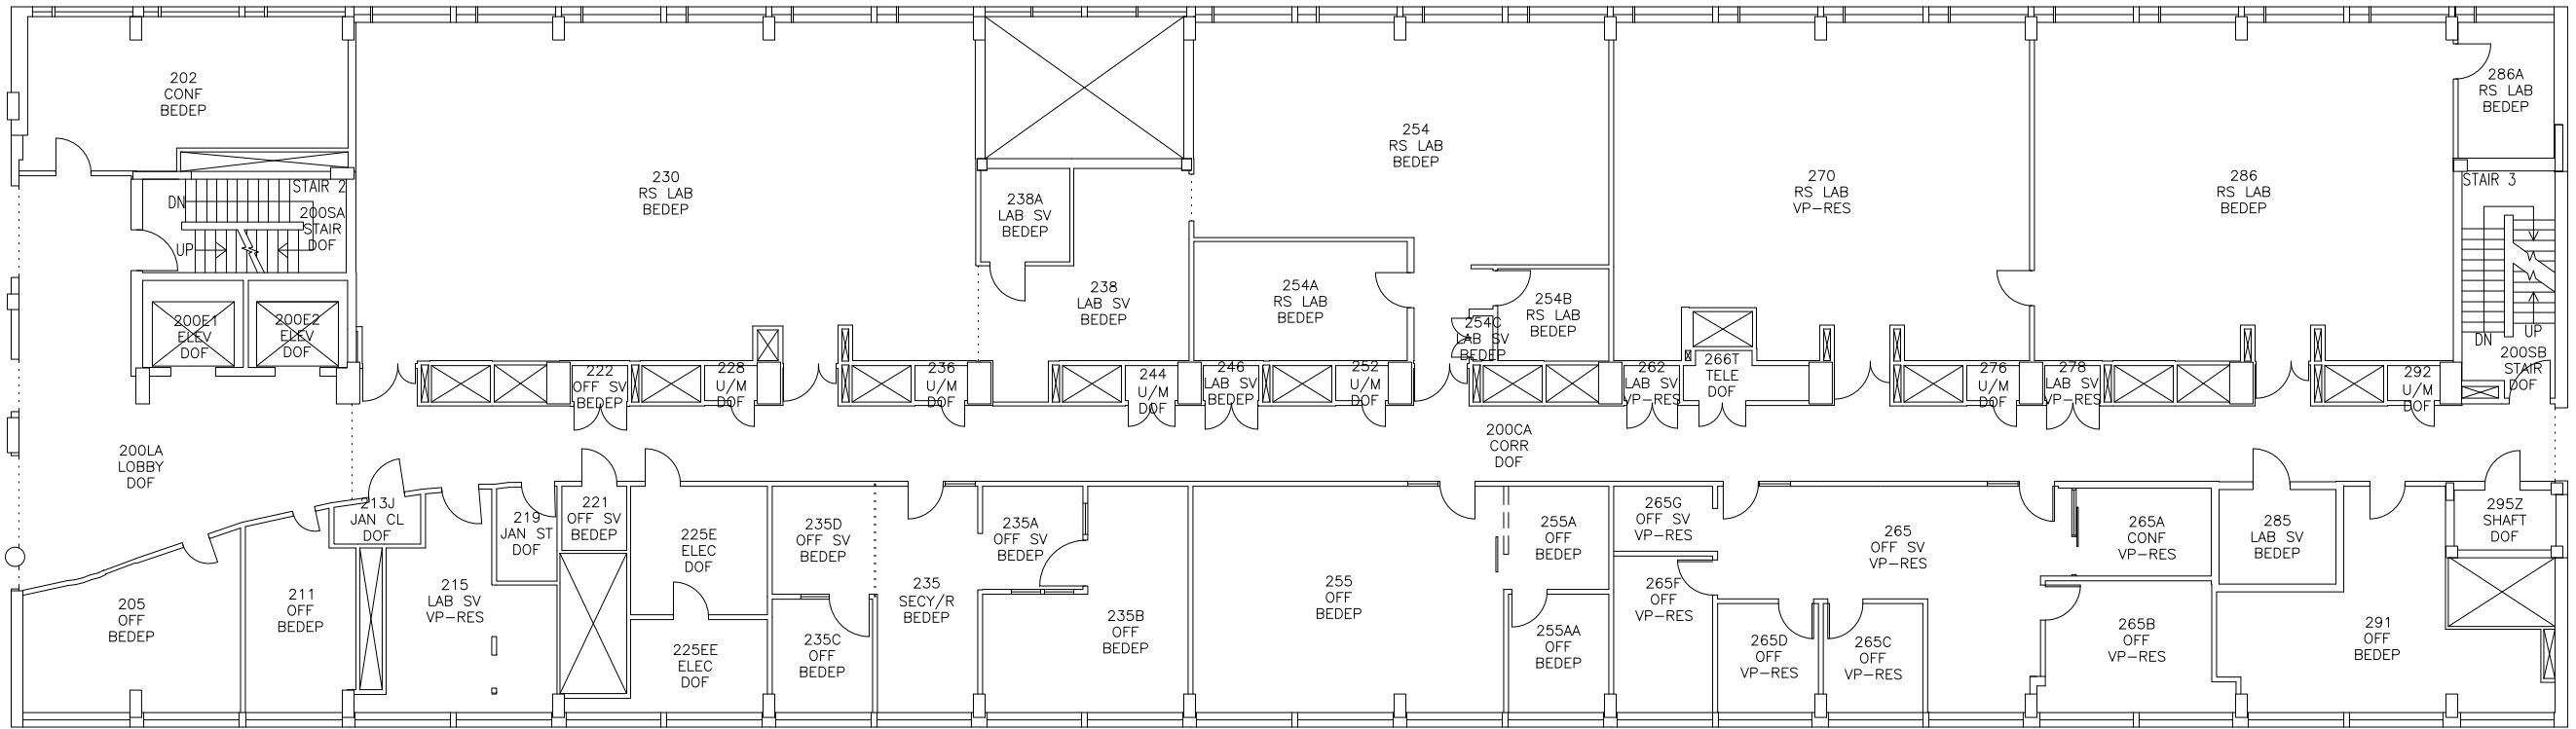 202
CONF
BEDEP
STAIR 2
DN
UP
200SA
STAIR
DOF
200E1
ELEV
DOF
200E2
ELEV
DOF
230
RS LAB
BEDEP
238A
LAB SV
BEDEP
238
LAB SV
BEDEP
254
RS LAB
BEDEP
254A
RS LAB
BEDEP
254B
RS LAB
BEDEP
254C
LAB SV
BEDEP
270
RS LAB
VP-RES
286
RS LAB
BEDEP
286A
RS LAB
BEDEP
STAIR 3
DN
UP
200SB
STAIR
DOF
222
OFF SV
BEDEP
228
U/M
DOF
236
U/M
DOF
244
U/M
DOF
246
LAB SV
BEDEP
252
U/M
DOF
262
LAB SV
VP-RES
266T
TELE
DOF
276
U/M
DOF
278
LAB SV
VP-RES
292
U/M
DOF
200LA
LOBBY
DOF
200CA
CORR
DOF
205
OFF
BEDEP
211
OFF
BEDEP
213J
JAN CL
DOF
215
LAB SV
VP-RES
219
JAN ST
DOF
221
OFF SV
BEDEP
225E
ELEC
DOF
225EE
ELEC
DOF
235D
OFF SV
BEDEP
235C
OFF
BEDEP
235
SECY/R
BEDEP
235A
OFF SV
BEDEP
235B
OFF
BEDEP
255
OFF
BEDEP
255A
OFF
BEDEP
255AA
OFF
BEDEP
265G
OFF SV
VP-RES
265F
OFF
VP-RES
265
OFF SV
VP-RES
265D
OFF
VP-RES
265C
OFF
VP-RES
265A
CONF
VP-RES
265B
OFF
VP-RES
285
LAB SV
BEDEP
291
OFF
BEDEP
295Z
SHAFT
DOF